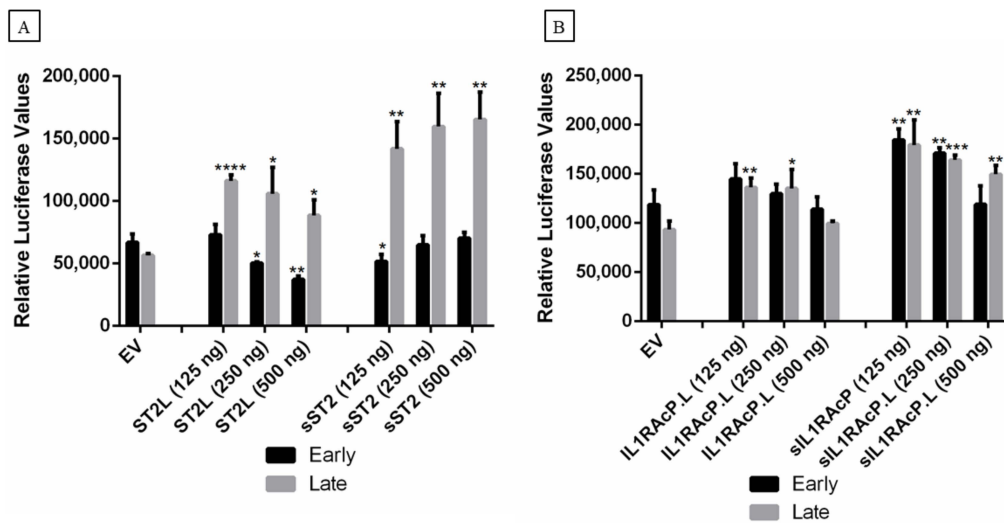 A
Relative Luciferase Values
200,000
150,000
100,000
50,000
0
****
*
*
*
**
**
**
**
*
EV
ST2L (125 ng)
ST2L (250 ng)
ST2L (500 ng)
sST2 (125 ng)
sST2 (250 ng)
sST2 (500 ng)
Early
Late
B
Relative Luciferase Values
250,000
200,000
150,000
100,000
50,000
0
**
*
**
**
**
***
**
EV
IL1RAcP.L (125 ng)
IL1RAcP.L (250 ng)
IL1RAcP.L (500 ng)
sIL1RAcP (125 ng)
sIL1RAcP.L (250 ng)
sIL1RAcP.L (500 ng)
Early
Late